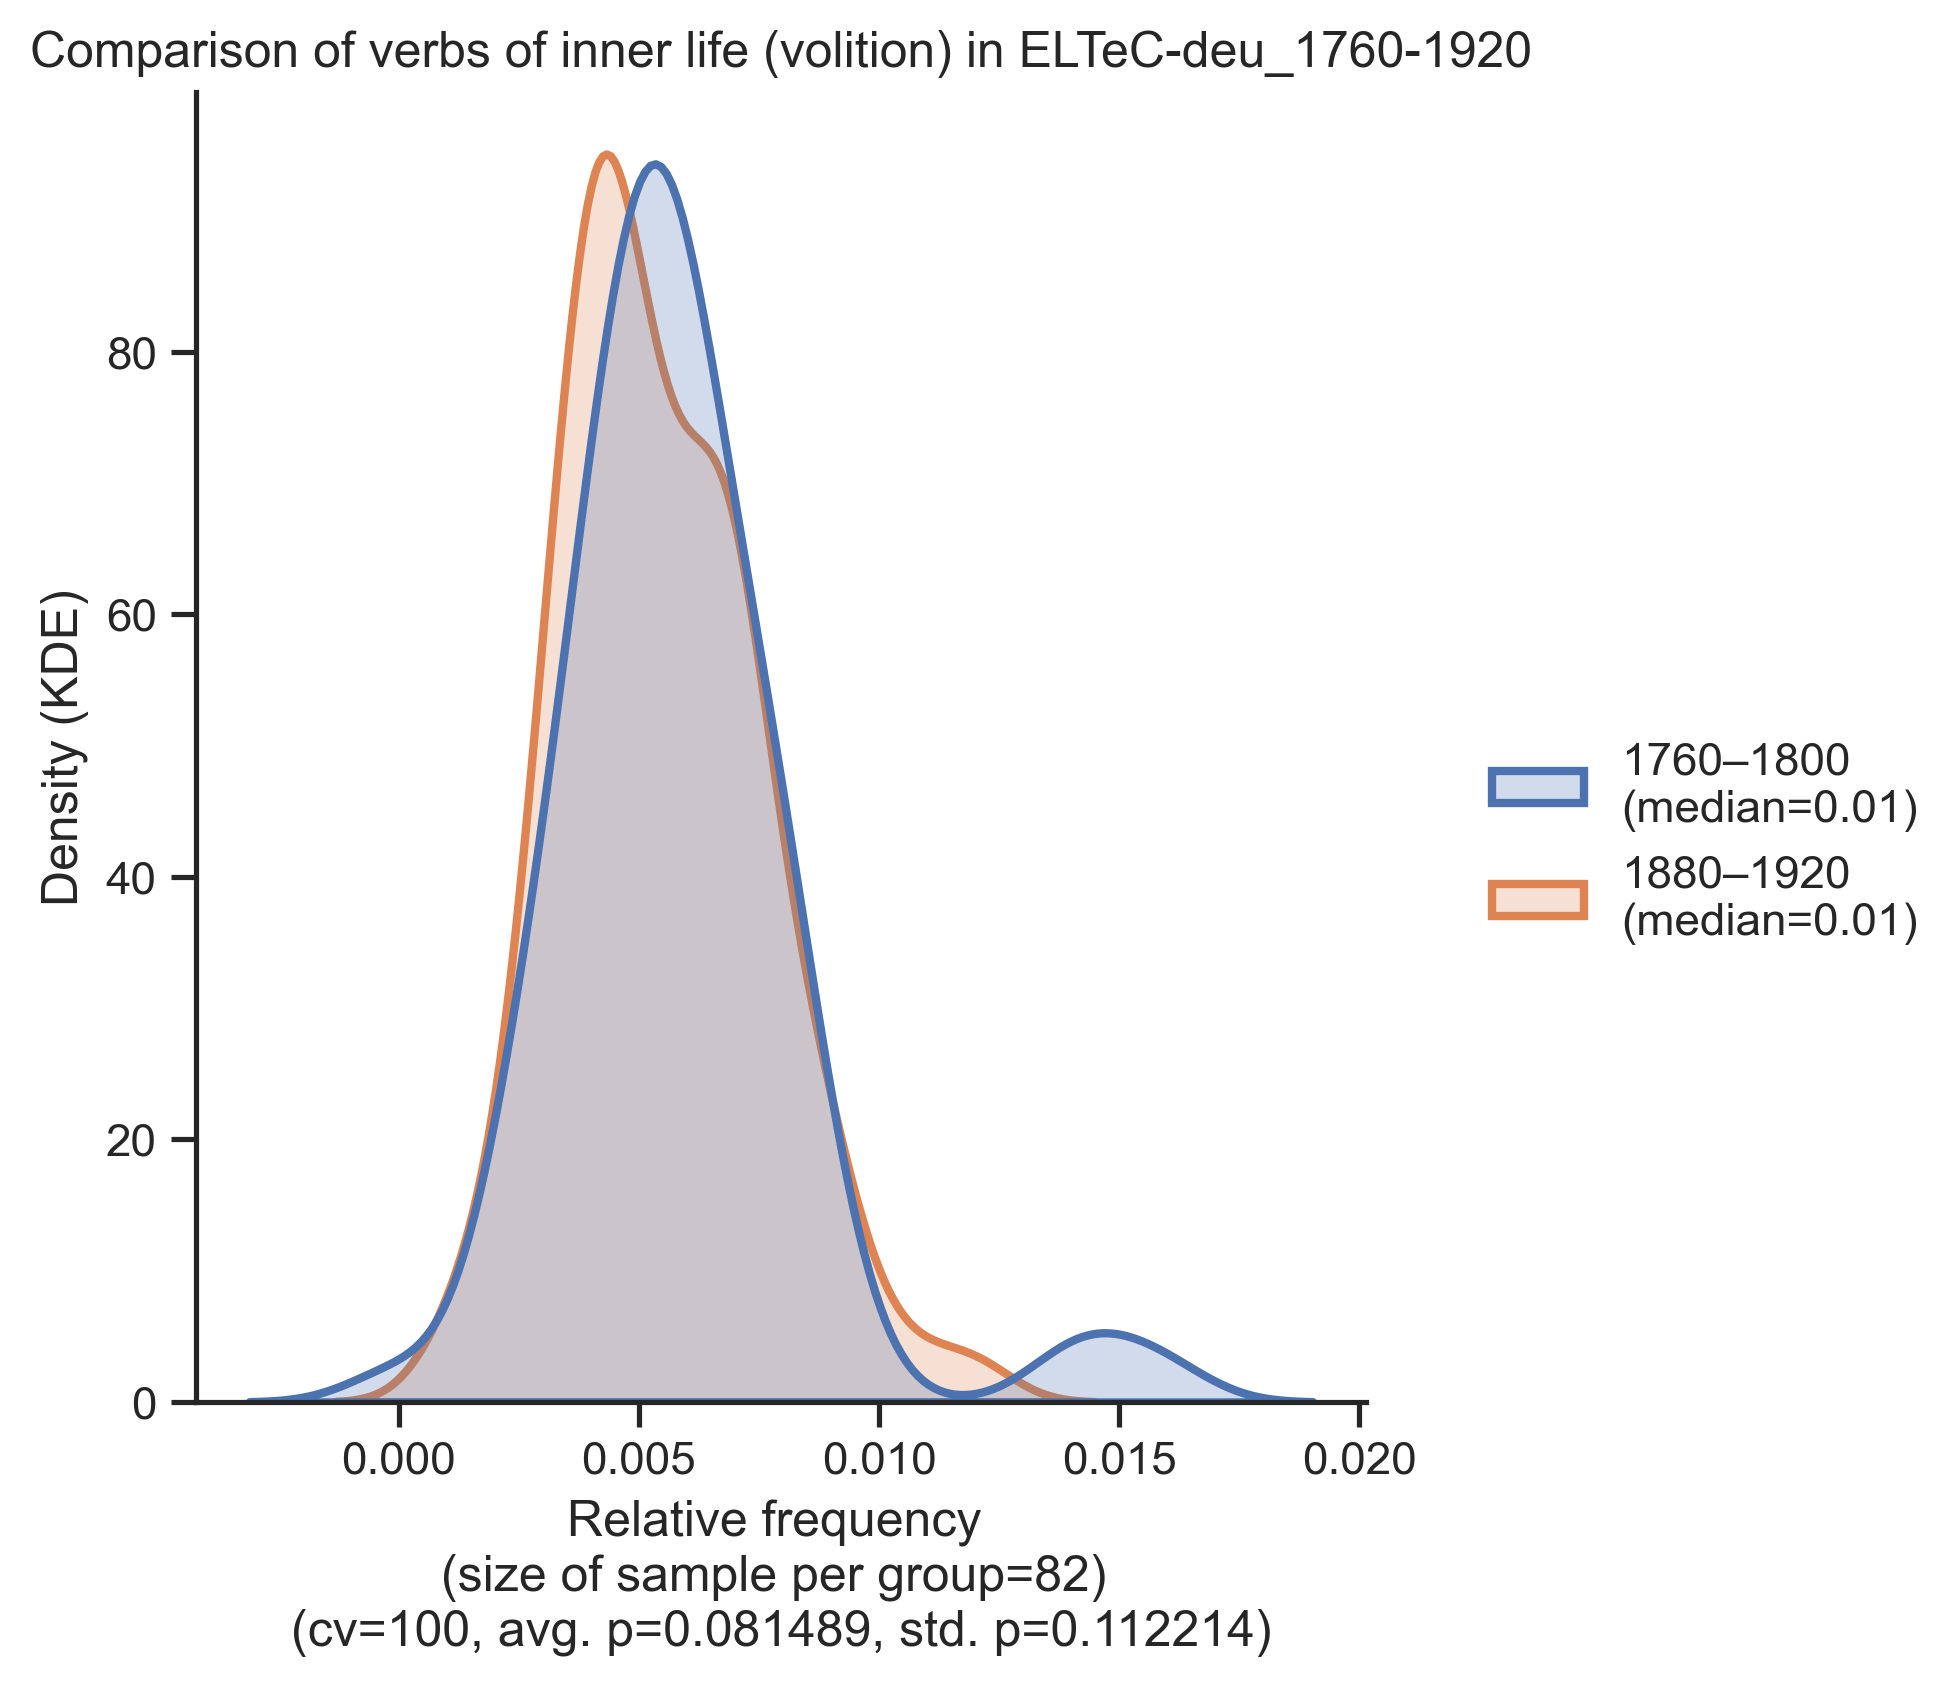 Comparison of verbs of inner life (volition) in ELTeC-deu_1760-1920
Density (KDE)
80
60
40
20
0
0.000 0.005 0.010 0.015 0.020
Relative frequency
(size of sample per group=82)
(cv=100, avg. p=0.081489, std. p=0.112214)
1760–1800
(median=0.01)
1880–1920
(median=0.01)